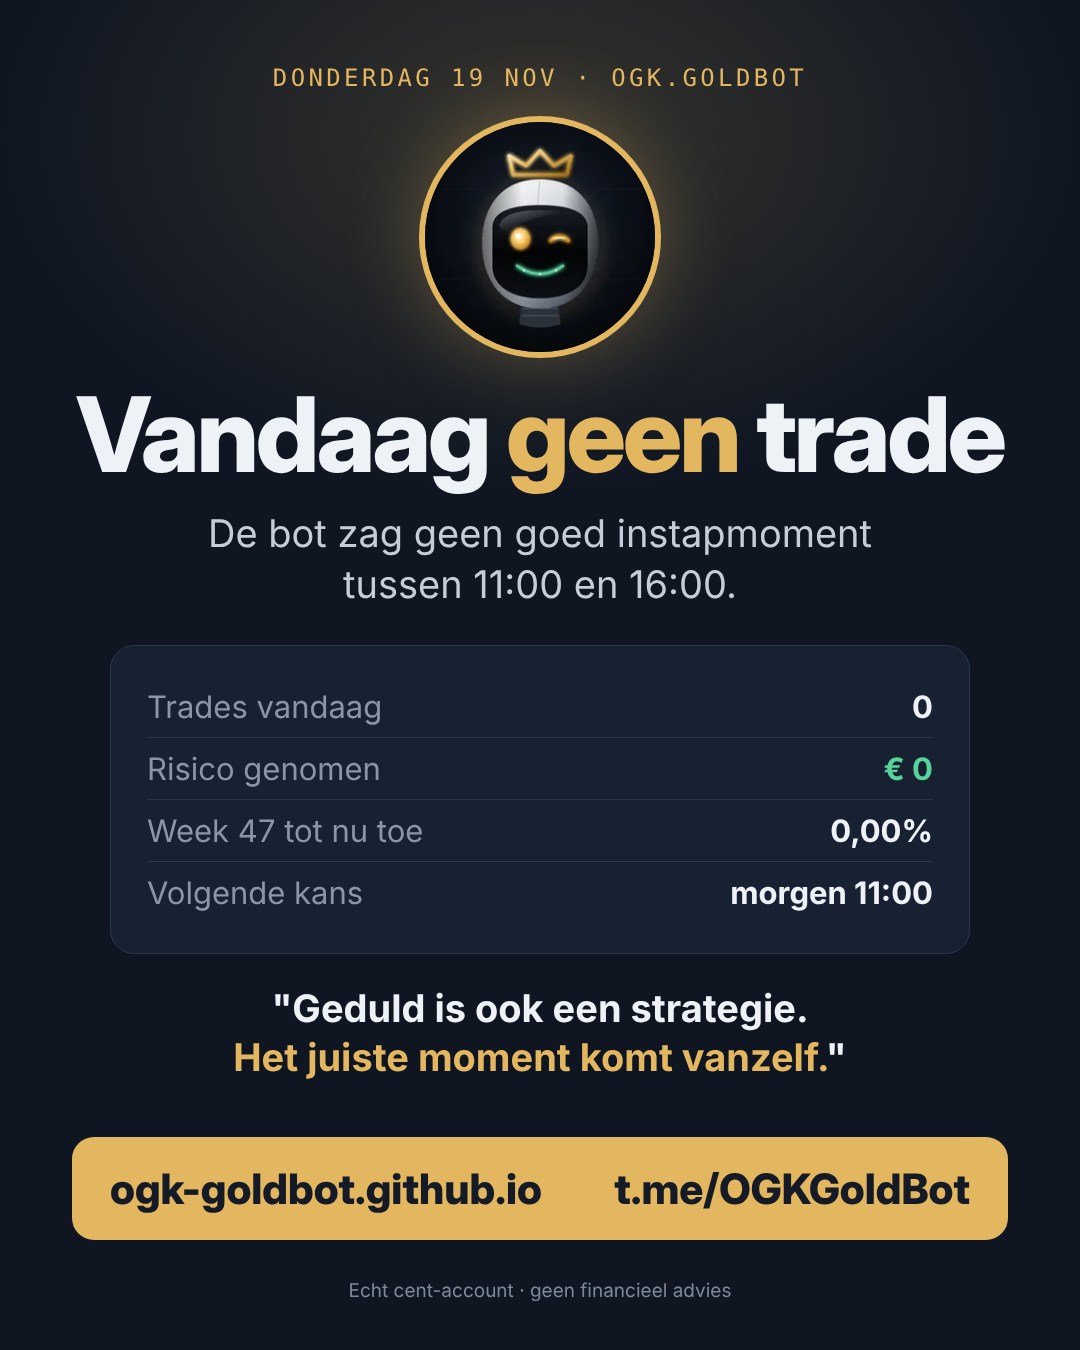 DONDERDAG 19 NOV · OGK.GOLDBOT
Vandaag geen trade
De bot zag geen goed instapmoment
tussen 11:00 en 16:00.
Trades vandaag 0
Risico genomen € 0
Week 47 tot nu toe 0,00%
Volgende kans morgen 11:00
"Geduld is ook een strategie.
Het juiste moment komt vanzelf."
ogk-goldbot.github.io t.me/OGKGoldBot
Echt cent-account · geen financieel advies